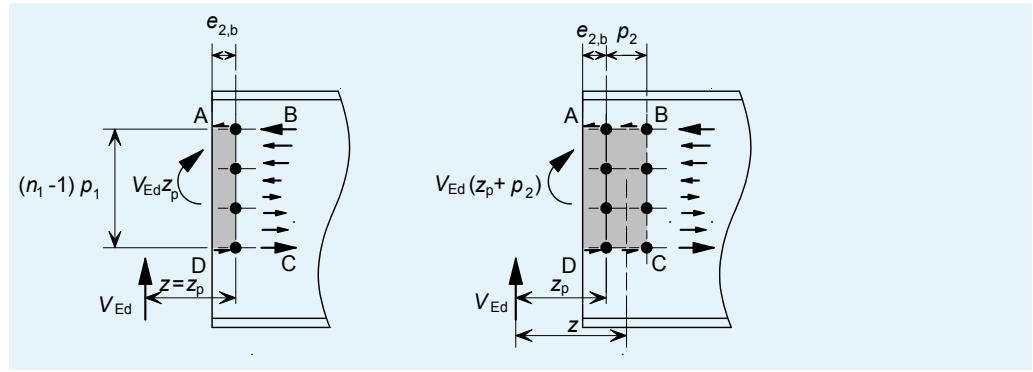 e2,b
A
B
(n1 -1) p1
VEd zp
D
C
z=zp
VEd
e2,b p2
A
B
VEd (zp+ p2)
D
C
zp
VEd
z